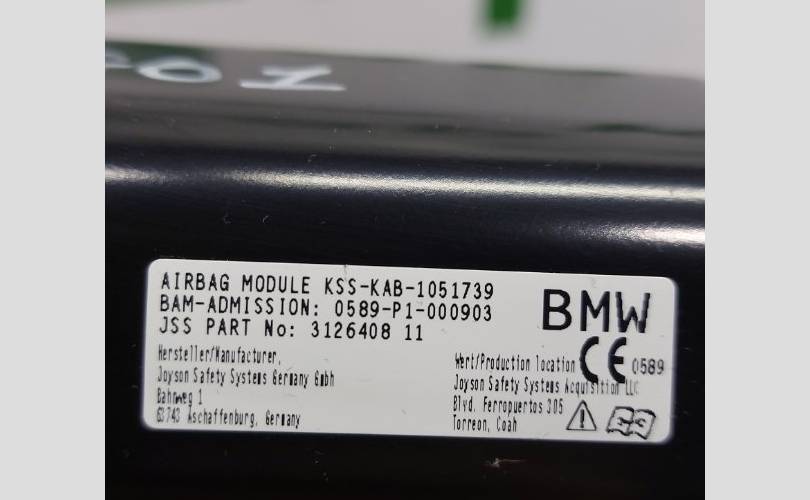 01
AIRBAG MODULE KSS-KAB-1051739
BAM-ADMISSION: 0589-P1-000903
JSS PART No: 3126408 11
BMW
Hersteller/Manufacturer,
Joyson Safety Systems Germany GmbH
Bahnweg 1
63743 Aschaffenburg, Germany
CE 0589
Wert/Production location
Joyson Safety Systems Acquisition LLC
Blvd. Ferropuertos 305
Torreon, Coah